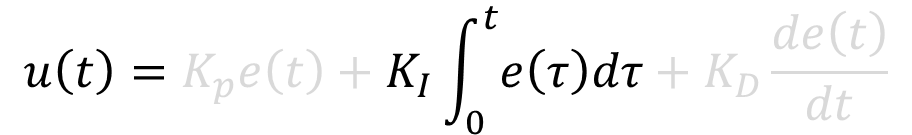 u(t) = K_p e(t) + K_I ∫_0^t e(τ)dτ + K_D de(t)/dt